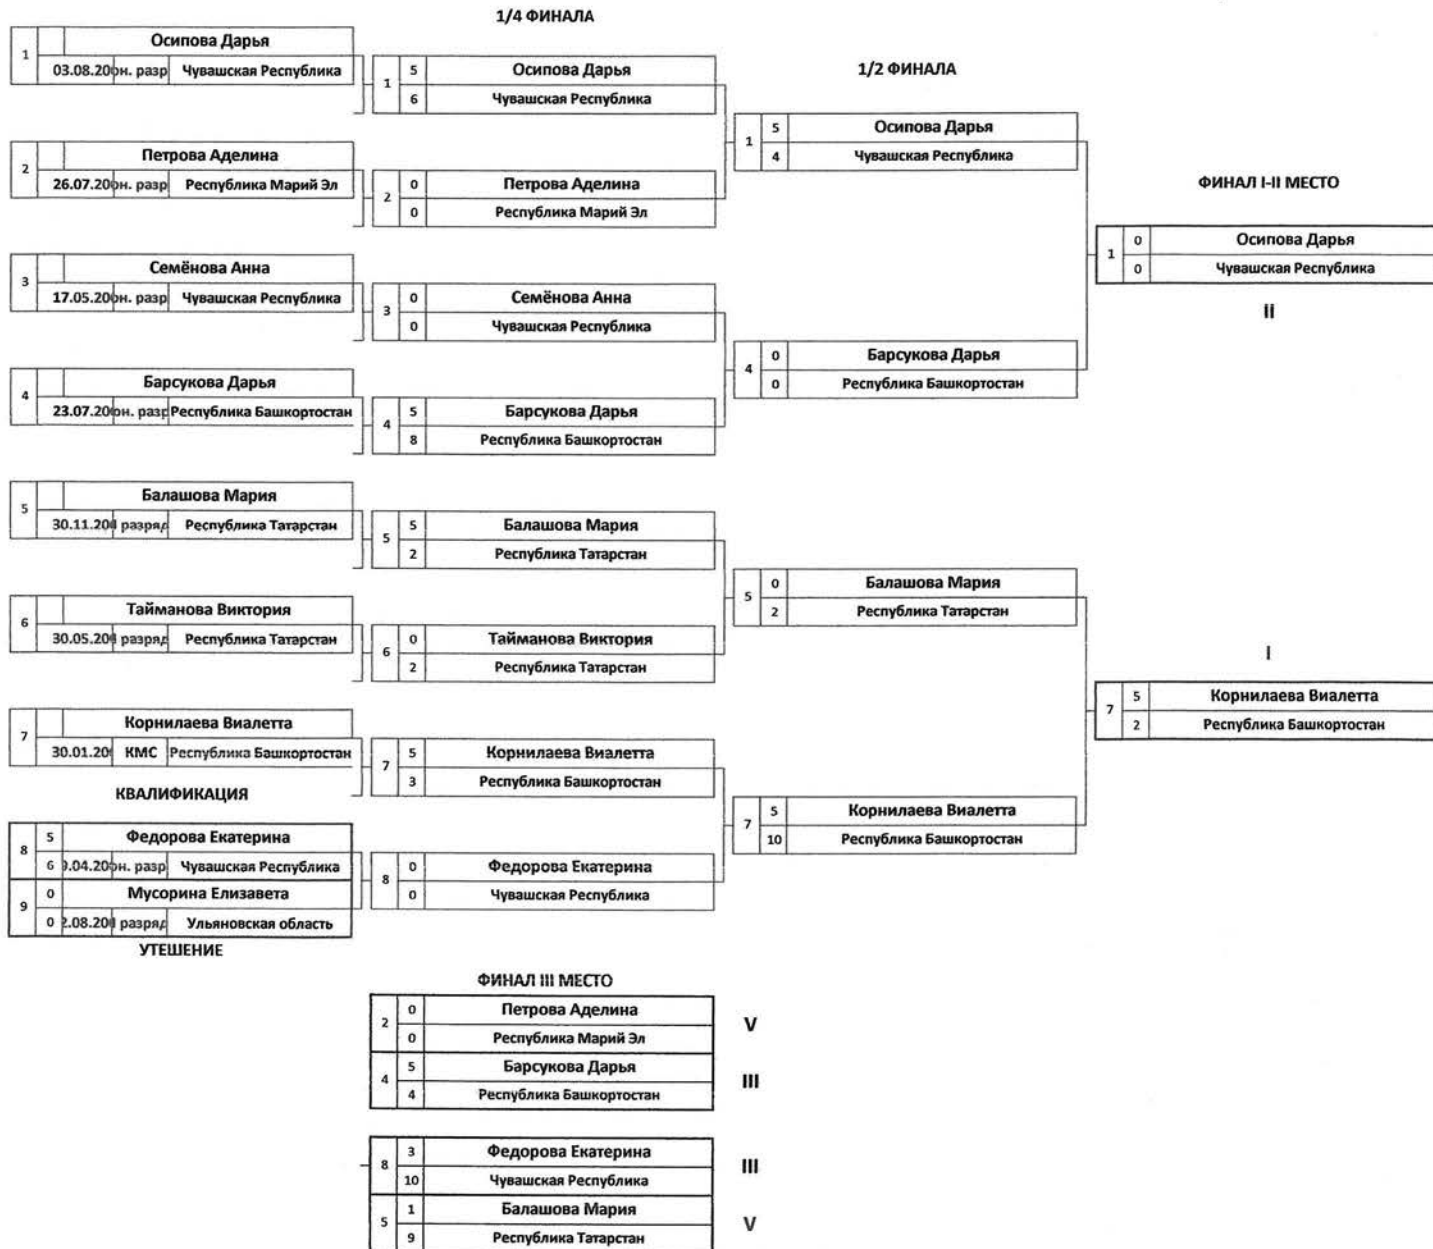 1/4 ФИНАЛА
1/2 ФИНАЛА
ФИНАЛ I-II МЕСТО
1 Осипова Дарья
03.08.20 он. разр Чувашская Республика
2 Петрова Аделина
26.07.20 он. разр Республика Марий Эл
3 Семёнова Анна
17.05.20 он. разр Чувашская Республика
4 Барсукова Дарья
23.07.20 он. разр Республика Башкортостан
5 Балашова Мария
30.11.20 разряд Республика Татарстан
6 Тайманова Виктория
30.05.20 разряд Республика Татарстан
7 Корнилаева Виалетта
30.01.20 КМС Республика Башкортостан
КВАЛИФИКАЦИЯ
8 5 Федорова Екатерина
6 .04.20 он. разр Чувашская Республика
9 0 Мусорина Елизавета
0 2.08.20 разряд Ульяновская область
УТЕШЕНИЕ
1 5 Осипова Дарья
6 Чувашская Республика
2 0 Петрова Аделина
0 Республика Марий Эл
3 0 Семёнова Анна
0 Чувашская Республика
4 5 Барсукова Дарья
8 Республика Башкортостан
5 5 Балашова Мария
2 Республика Татарстан
6 0 Тайманова Виктория
2 Республика Татарстан
7 5 Корнилаева Виалетта
3 Республика Башкортостан
8 0 Федорова Екатерина
0 Чувашская Республика
1 5 Осипова Дарья
4 Чувашская Республика
4 0 Барсукова Дарья
0 Республика Башкортостан
5 0 Балашова Мария
2 Республика Татарстан
7 5 Корнилаева Виалетта
10 Республика Башкортостан
1 0 Осипова Дарья
0 Чувашская Республика
II
I
7 5 Корнилаева Виалетта
2 Республика Башкортостан
ФИНАЛ III МЕСТО
2 0 Петрова Аделина
0 Республика Марий Эл
V
4 5 Барсукова Дарья
4 Республика Башкортостан
III
8 3 Федорова Екатерина
10 Чувашская Республика
III
5 1 Балашова Мария
9 Республика Татарстан
V